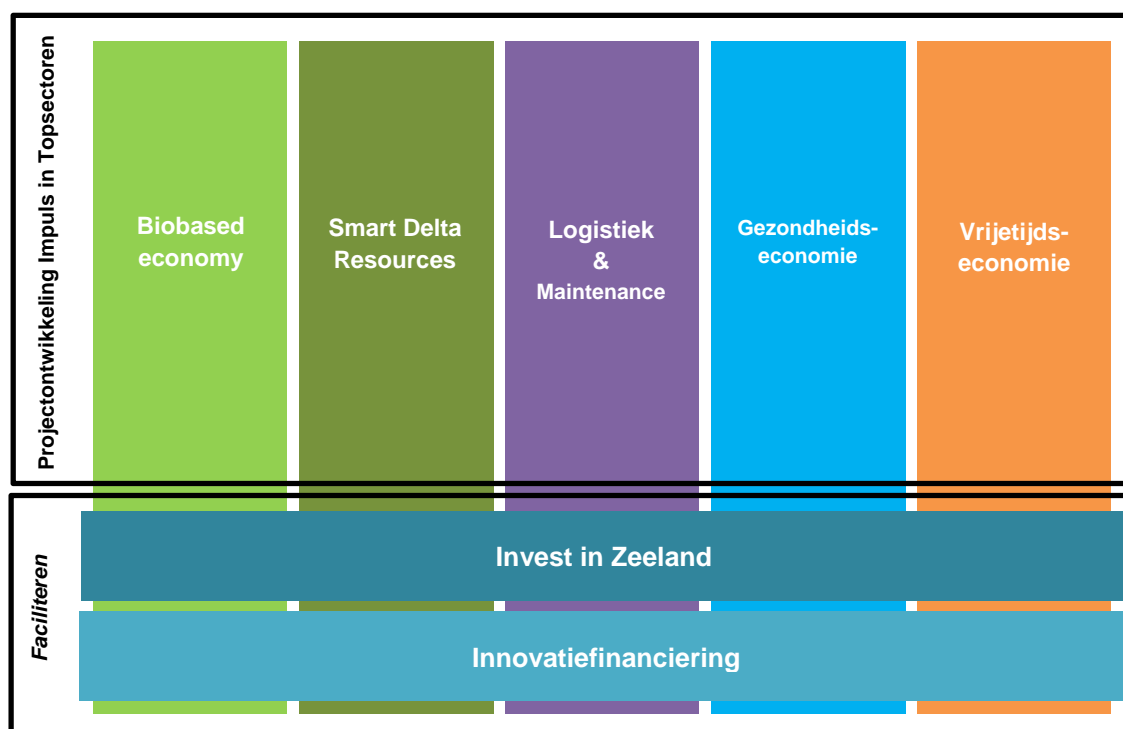 Projectontwikkeling Impuls in Topsectoren
Biobased
economy
Smart Delta
Resources
Logistiek
&
Maintenance
Gezondheids-
economie
Vrijetijds-
economie
Faciliteren
Invest in Zeeland
Innovatiefinanciering